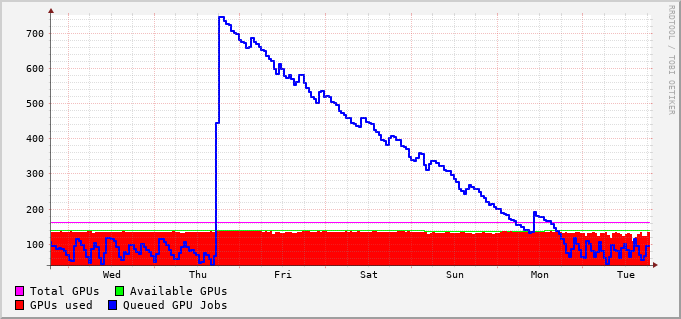 700
600
500
400
300
200
100
Wed Thu Fri Sat Sun Mon Tue
RRDTOOL / TOBI OETIKER
Total GPUs Available GPUs
GPUs used Queued GPU Jobs